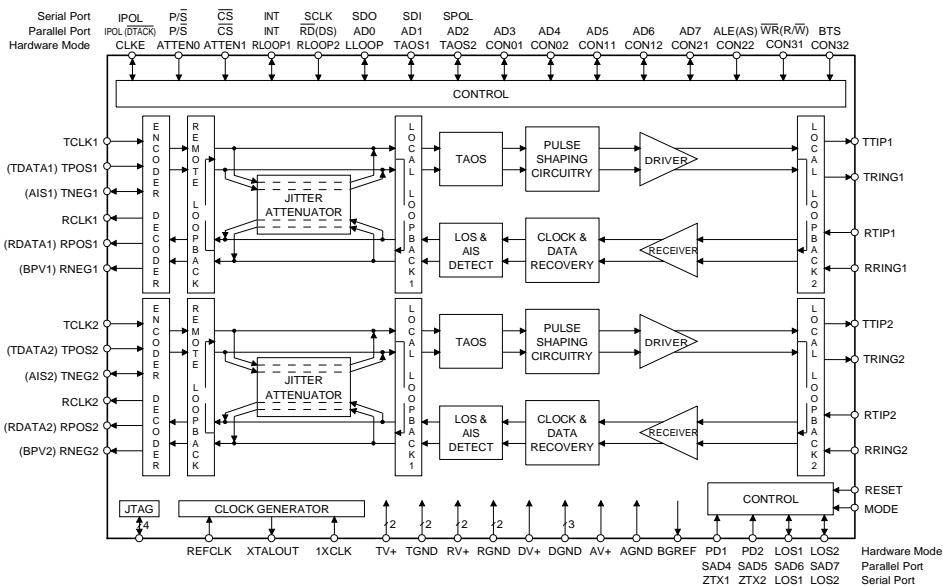 Serial Port IPOL P/S CS INT SCLK SDO SDI SPOL
Parallel Port IPOL (DTACK) P/S CS INT RD(DS) AD0 AD1 AD2 AD3 AD4 AD5 AD6 AD7 ALE(AS) WR(R/W) BTS
Hardware Mode CLKE ATTEN0 ATTEN1 RLOOP1 RLOOP2 LLOOP TAOS1 TAOS2 CON01 CON02 CON11 CON12 CON21 CON22 CON31 CON32
CONTROL
TCLK1
(TDATA1) TPOS1
(AIS1) TNEG1
RCLK1
(RDATA1) RPOS1
(BPV1) RNEG1
ENCODER DECODER
REMOTE LOOPBACK
JITTER
ATTENUATOR
LOCAL LOOPBACK 1
TAOS
PULSE
SHAPING
CIRCUITRY
DRIVER
LOS &
AIS
DETECT
CLOCK &
DATA
RECOVERY
RECEIVER
LOCAL LOOPBACK 2
TTIP1
TRING1
RTIP1
RRING1
TCLK2
(TDATA2) TPOS2
(AIS2) TNEG2
RCLK2
(RDATA2) RPOS2
(BPV2) RNEG2
ENCODER DECODER
REMOTE LOOPBACK
JITTER
ATTENUATOR
LOCAL LOOPBACK 1
TAOS
PULSE
SHAPING
CIRCUITRY
DRIVER
LOS &
AIS
DETECT
CLOCK &
DATA
RECOVERY
RECEIVER
LOCAL LOOPBACK 2
TTIP2
TRING2
RTIP2
RRING2
JTAG
4
CLOCK GENERATOR
2 2 2 2 3
CONTROL
RESET
MODE
REFCLK XTALOUT 1XCLK TV+ TGND RV+ RGND DV+ DGND AV+ AGND BGREF PD1 PD2 LOS1 LOS2 Hardware Mode
SAD4 SAD5 SAD6 SAD7 Parallel Port
ZTX1 ZTX2 LOS1 LOS2 Serial Port